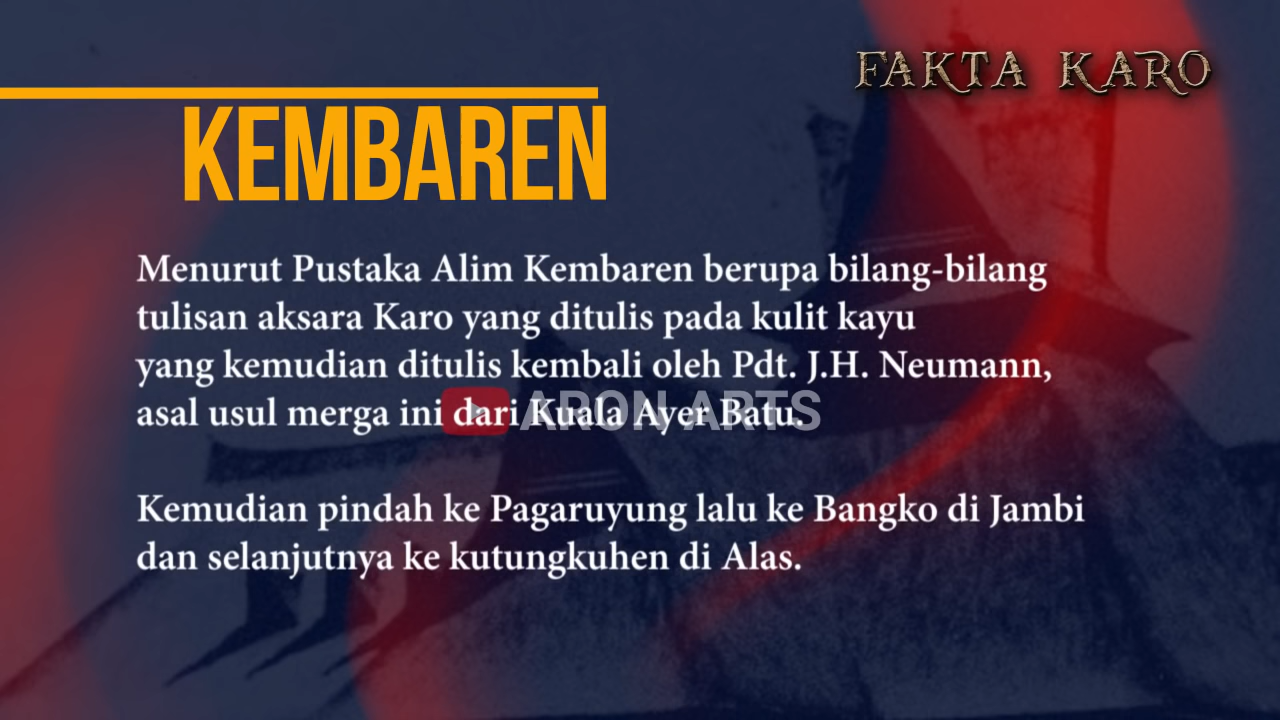 FAKTA KARO
KEMBAREN
Menurut Pustaka Alim Kembaren berupa bilang-bilang
tulisan aksara Karo yang ditulis pada kulit kayu
yang kemudian ditulis kembali oleh Pdt. J.H. Neumann,
asal usul merga ini dari Kuala Ayer Batu.
ARON ARTS
Kemudian pindah ke Pagaruyung lalu ke Bangko di Jambi
dan selanjutnya ke kutungkuhen di Alas.